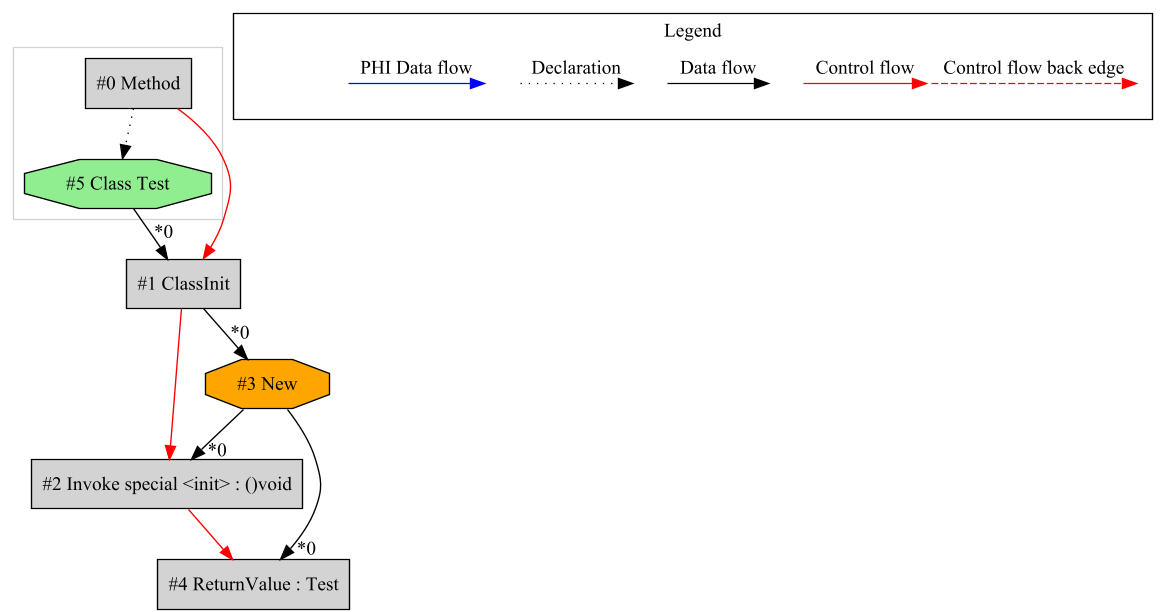 Legend
PHI Data flow
Declaration
Data flow
Control flow
Control flow back edge
#0 Method
#5 Class Test
*0
#1 ClassInit
*0
#3 New
*0
#2 Invoke special <init> : ()void
*0
#4 ReturnValue : Test